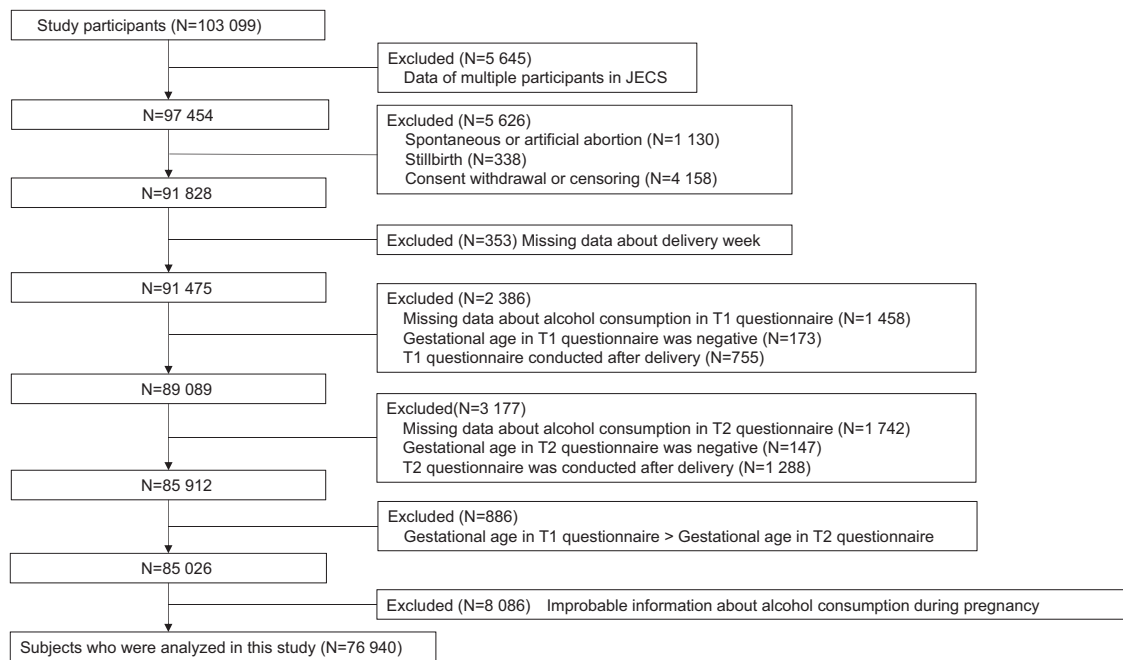 Study participants (N=103 099)
Excluded (N=5 645)
Data of multiple participants in JECS
N=97 454
Excluded (N=5 626)
Spontaneous or artificial abortion (N=1 130)
Stillbirth (N=338)
Consent withdrawal or censoring (N=4 158)
N=91 828
Excluded (N=353) Missing data about delivery week
N=91 475
Excluded (N=2 386)
Missing data about alcohol consumption in T1 questionnaire (N=1 458)
Gestational age in T1 questionnaire was negative (N=173)
T1 questionnaire conducted after delivery (N=755)
N=89 089
Excluded(N=3 177)
Missing data about alcohol consumption in T2 questionnaire (N=1 742)
Gestational age in T2 questionnaire was negative (N=147)
T2 questionnaire was conducted after delivery (N=1 288)
N=85 912
Excluded (N=886)
Gestational age in T1 questionnaire > Gestational age in T2 questionnaire
N=85 026
Excluded (N=8 086) Improbable information about alcohol consumption during pregnancy
Subjects who were analyzed in this study (N=76 940)